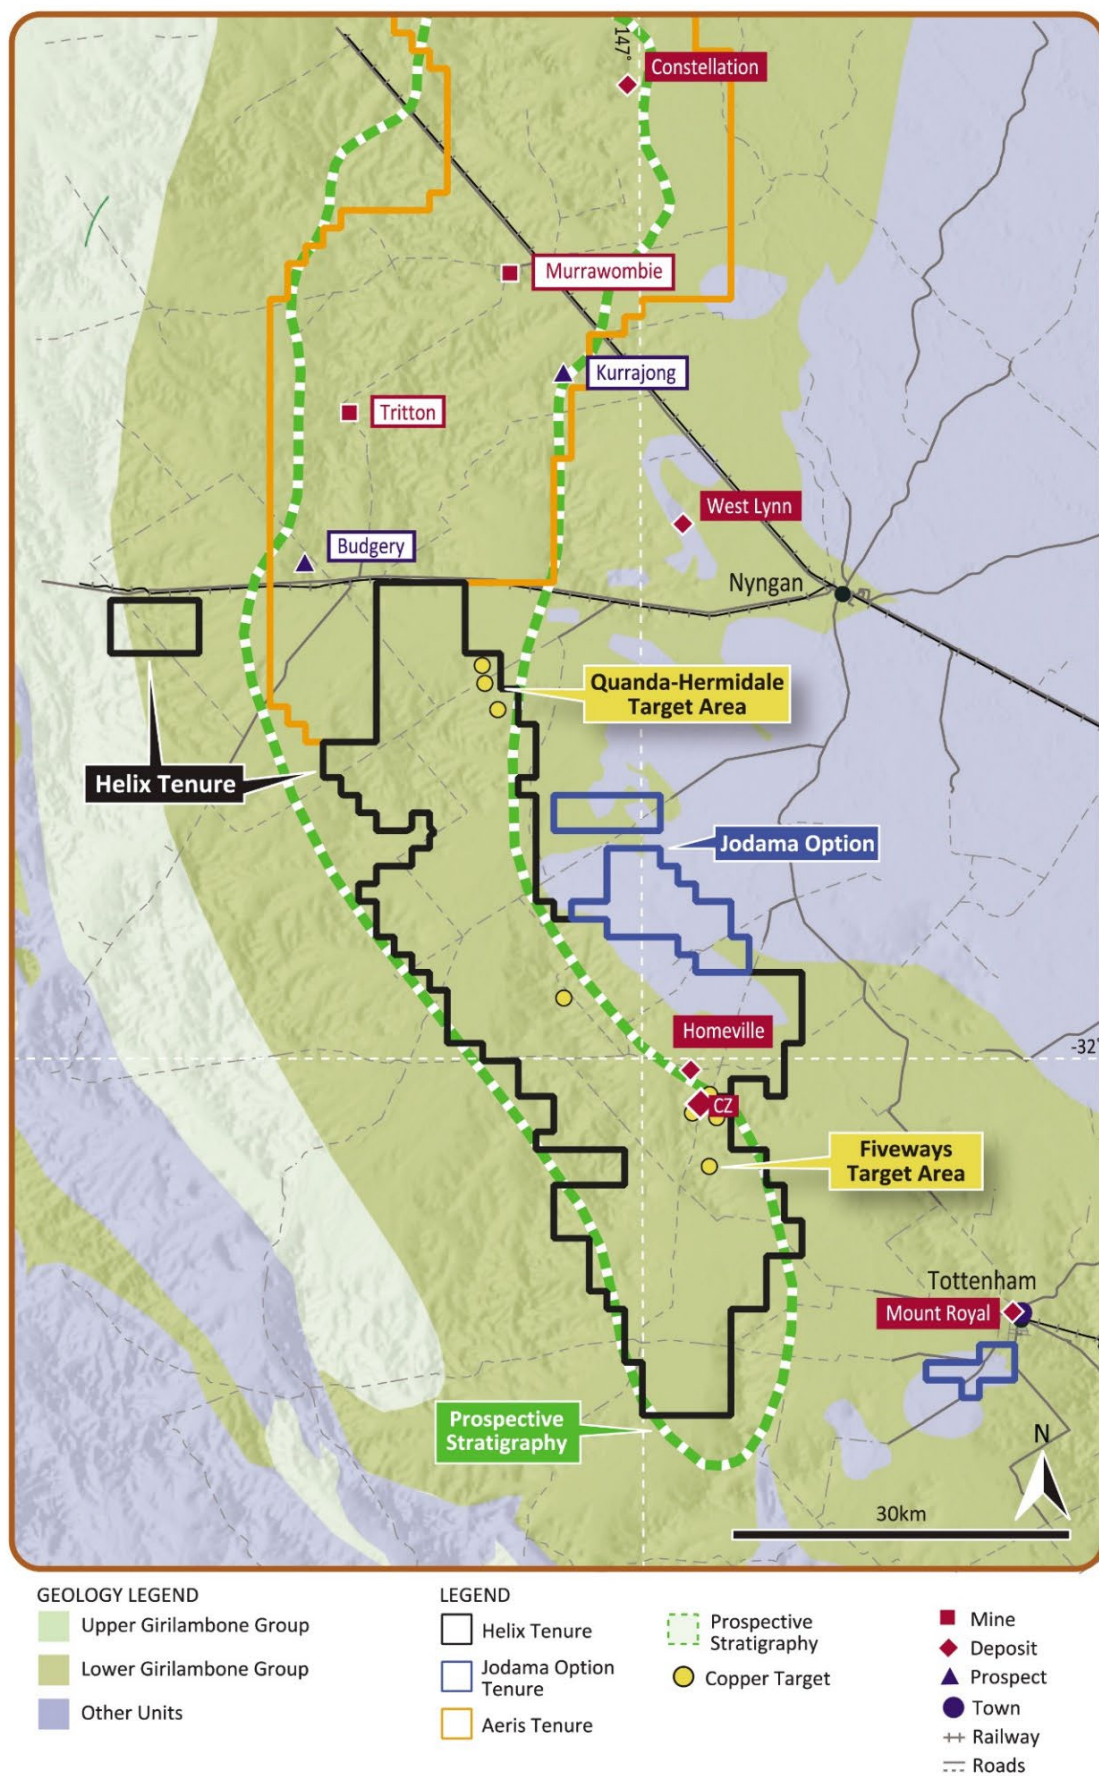 147°
Constellation
Murrawombie
Kurrajong
Tritton
West Lynn
Budgery
Nyngan
Quanda-Hermidale
Target Area
Helix Tenure
Jodama Option
Homeville
-32°
CZ
Fiveways
Target Area
Tottenham
Mount Royal
Prospective
Stratigraphy
N
30km
GEOLOGY LEGEND
Upper Girilambone Group
Lower Girilambone Group
Other Units
LEGEND
Helix Tenure
Jodama Option
Tenure
Aeris Tenure
Prospective
Stratigraphy
Copper Target
Mine
Deposit
Prospect
Town
Railway
Roads